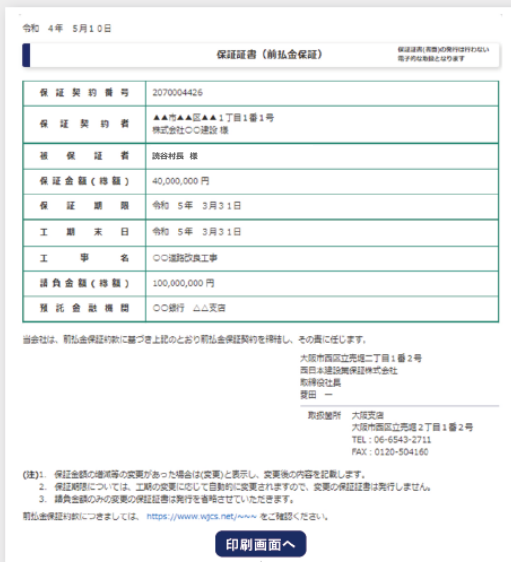 令和 4年 5月10日
保証証書（前払金保証）
保証証書(書面)の発行は行わない
電子的な取扱となります
保証契約番号 2070004426
保証契約者 ▲▲市▲▲区▲▲1丁目1番1号
株式会社〇〇建設 様
被保証者 読谷村長 様
保証金額(総額) 40,000,000 円
保証期限 令和 5年 3月31日
工期末日 令和 5年 3月31日
工事名 〇〇道路改良工事
請負金額(総額) 100,000,000 円
預託金融機関 〇〇銀行 △△支店
当会社は、前払金保証約款に基づき上記のとおり前払金保証契約を締結し、その責に任じます。
大阪市西区立売堀二丁目1番2号
西日本建設業保証株式会社
取締役社長
菱田 一
取扱箇所 大阪支店
大阪市西区立売堀2丁目1番2号
TEL：06-6543-2711
FAX：0120-504160
(注)1. 保証金額の増減等の変更があった場合は(変更)と表示し、変更後の内容を記載します。
2. 保証期限については、工期の変更に応じて自動的に変更されますので、変更の保証証書は発行しません。
3. 請負金額のみの変更の保証証書は発行を省略させていただきます。
前払金保証約款につきましては、 https://www.wjcs.net/~~~ をご確認ください。
印刷画面へ